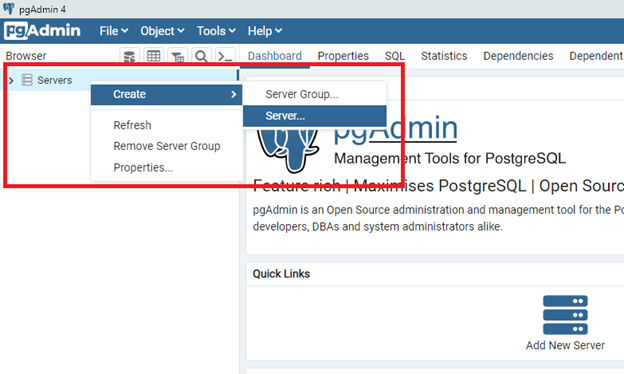 pgAdmin 4
pgAdmin File Object Tools Help
Browser Dashboard Properties SQL Statistics Dependencies Dependent
Servers
Create
Refresh
Remove Server Group
Properties...
Server Group...
Server...
pgAdmin
Management Tools for PostgreSQL
Feature rich | Maximises PostgreSQL | Open Sourc
pgAdmin is an Open Source administration and management tool for the Po
developers, DBAs and system administrators alike.
Quick Links
Add New Server